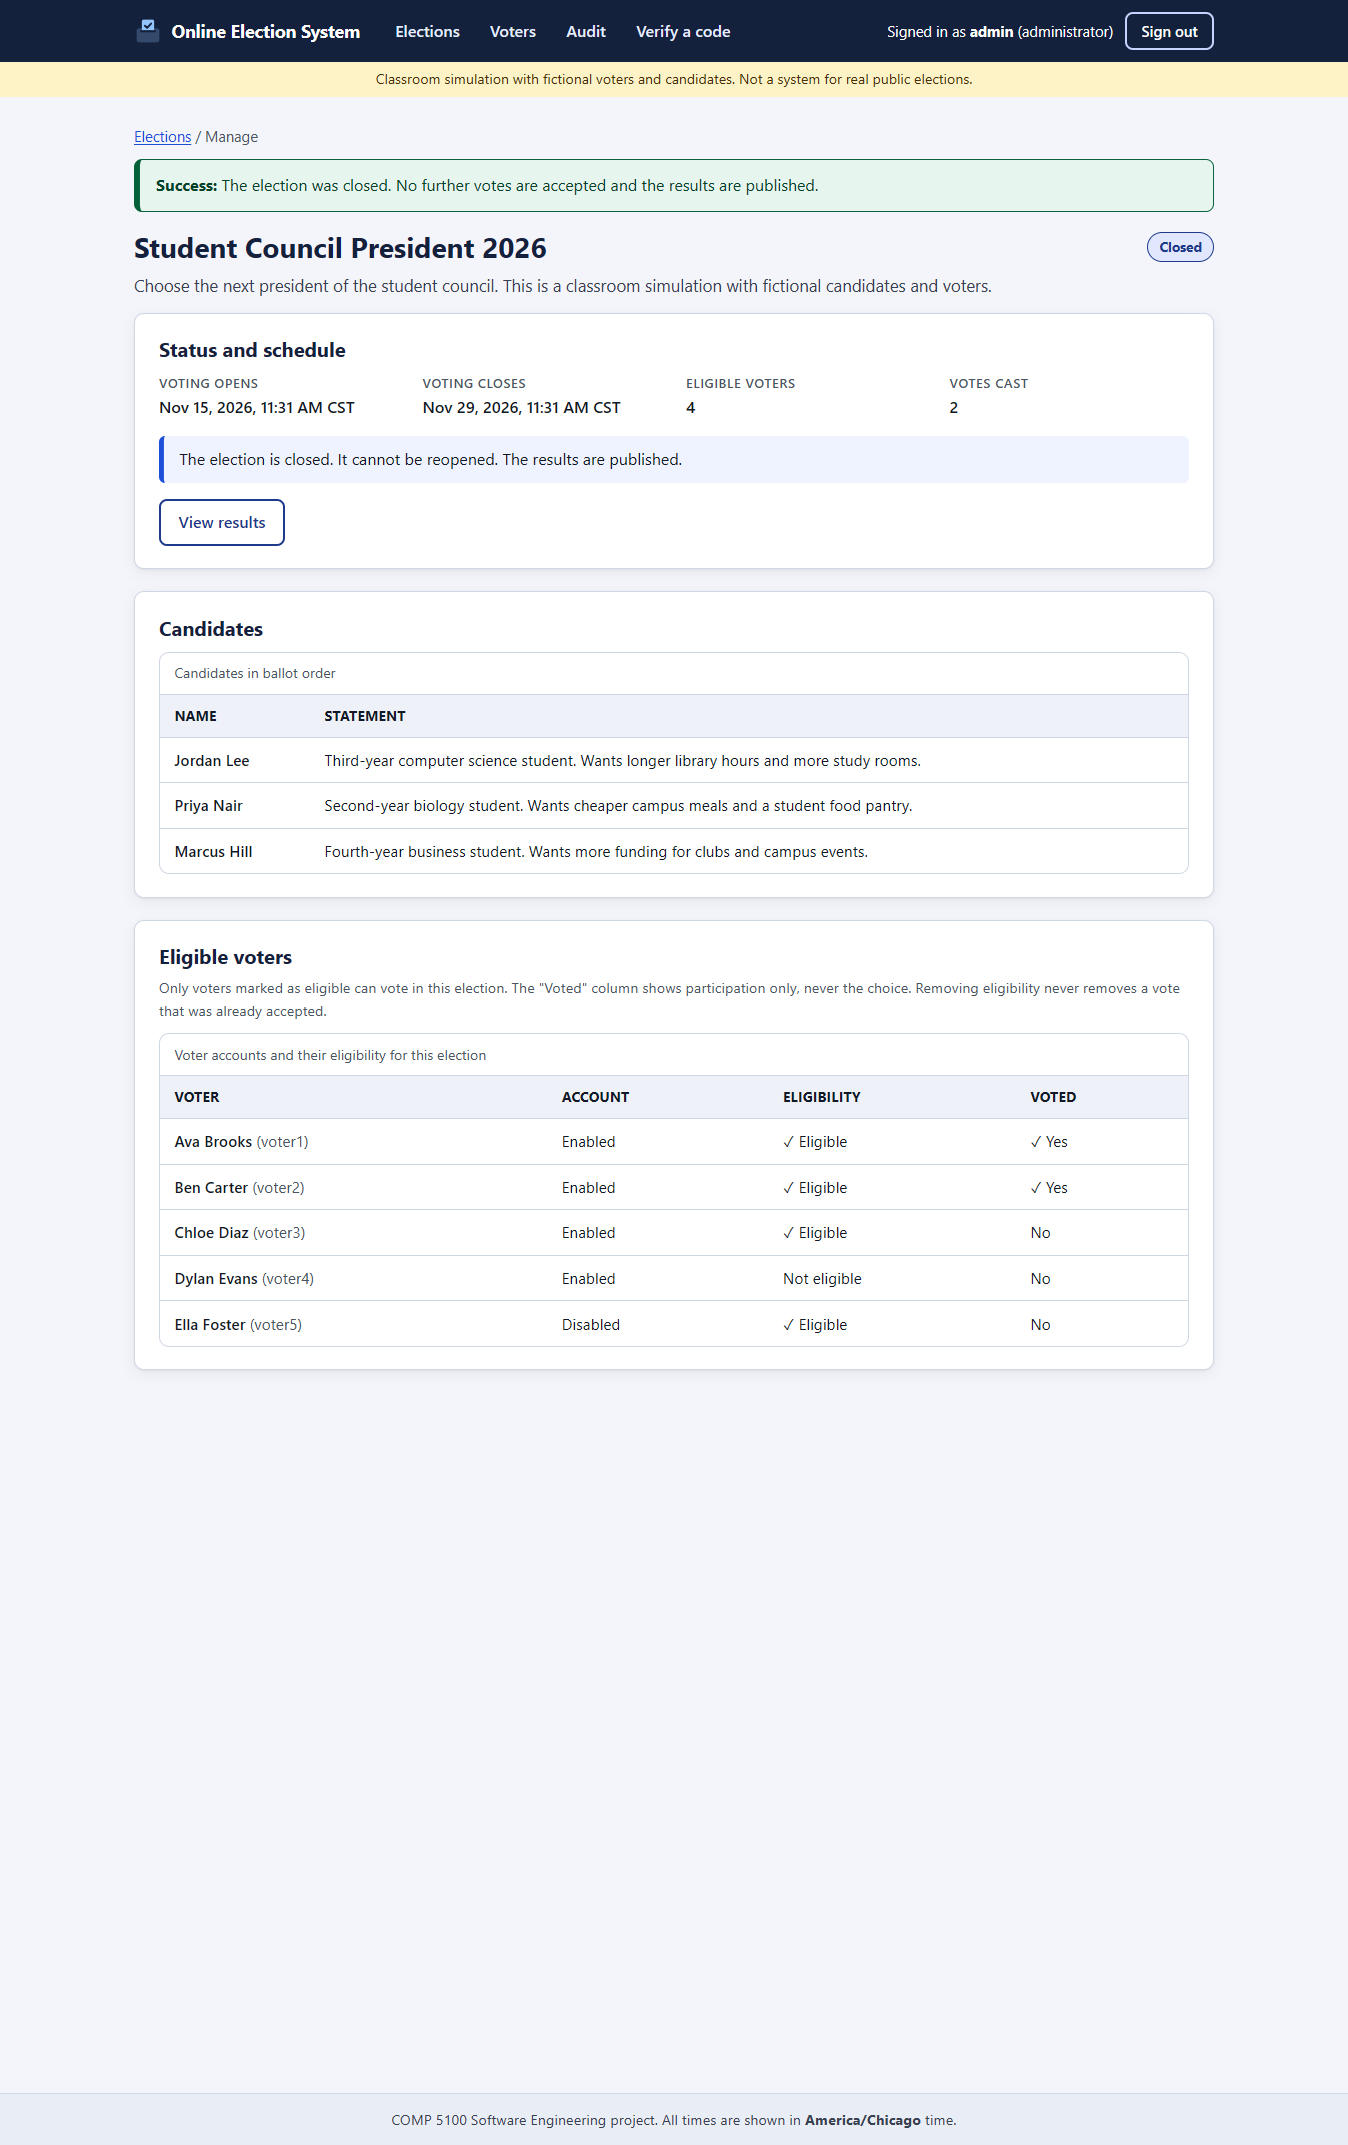 Online Election System Elections Voters Audit Verify a code Signed in as admin (administrator) Sign out
Classroom simulation with fictional voters and candidates. Not a system for real public elections.
Elections / Manage
Success: The election was closed. No further votes are accepted and the results are published.
Student Council President 2026 Closed
Choose the next president of the student council. This is a classroom simulation with fictional candidates and voters.
Status and schedule
VOTING OPENS VOTING CLOSES ELIGIBLE VOTERS VOTES CAST
Nov 15, 2026, 11:31 AM CST Nov 29, 2026, 11:31 AM CST 4 2
The election is closed. It cannot be reopened. The results are published.
View results
Candidates
Candidates in ballot order
NAME STATEMENT
Jordan Lee Third-year computer science student. Wants longer library hours and more study rooms.
Priya Nair Second-year biology student. Wants cheaper campus meals and a student food pantry.
Marcus Hill Fourth-year business student. Wants more funding for clubs and campus events.
Eligible voters
Only voters marked as eligible can vote in this election. The "Voted" column shows participation only, never the choice. Removing eligibility never removes a vote
that was already accepted.
Voter accounts and their eligibility for this election
VOTER ACCOUNT ELIGIBILITY VOTED
Ava Brooks (voter1) Enabled ✓ Eligible ✓ Yes
Ben Carter (voter2) Enabled ✓ Eligible ✓ Yes
Chloe Diaz (voter3) Enabled ✓ Eligible No
Dylan Evans (voter4) Enabled Not eligible No
Ella Foster (voter5) Disabled ✓ Eligible No
COMP 5100 Software Engineering project. All times are shown in America/Chicago time.